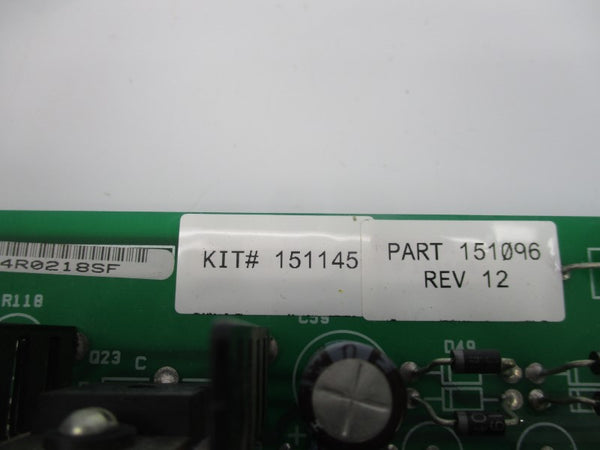 4R0218SF
KIT# 151145
PART 151096
REV 12
R118
C59
Q23
C
D49
+